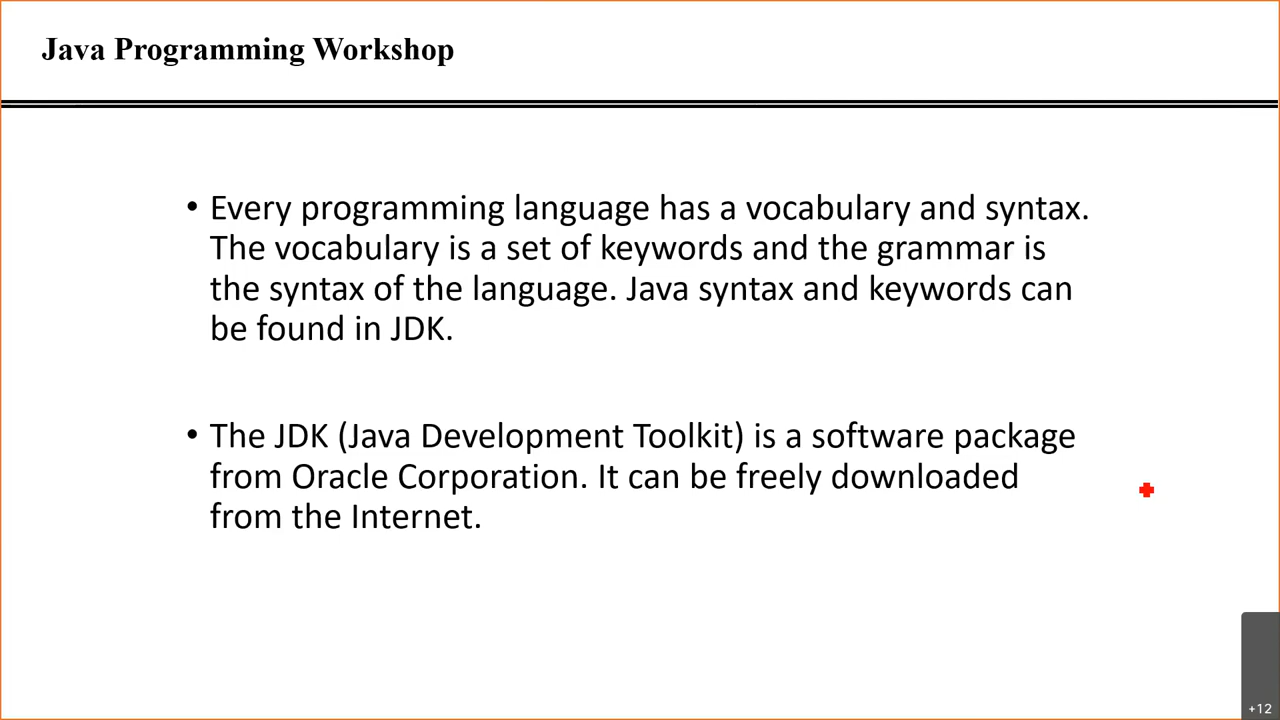 Java Programming Workshop
• Every programming language has a vocabulary and syntax.
The vocabulary is a set of keywords and the grammar is
the syntax of the language. Java syntax and keywords can
be found in JDK.
• The JDK (Java Development Toolkit) is a software package
from Oracle Corporation. It can be freely downloaded
from the Internet.
+12